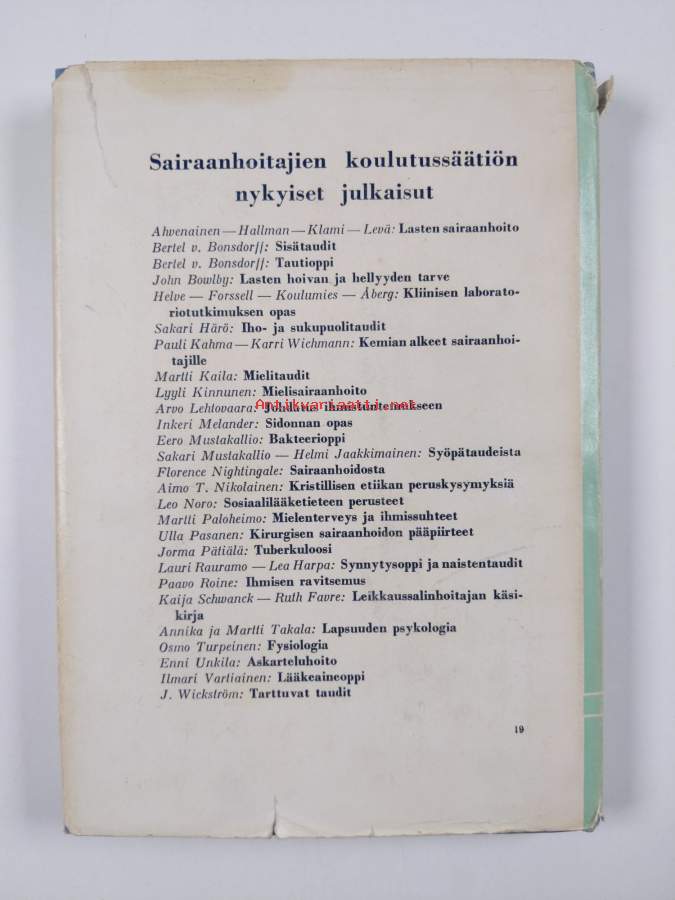 Sairaanhoitajien koulutussäätiön
nykyiset julkaisut
Ahvenainen — Hallman — Klami — Levä: Lasten sairaanhoito
Bertel v. Bonsdorff: Sisätaudit
Bertel v. Bonsdorff: Tautioppi
John Bowlby: Lasten hoivan ja hellyyden tarve
Helve — Forssell — Koulumies — Åberg: Kliinisen laborato-
riotutkimuksen opas
Sakari Härö: Iho- ja sukupuolitaudit
Pauli Kahma — Karri Wichmann: Kemian alkeet sairaanhoi-
tajille
Martti Kaila: Mielitaudit
Lyyli Kinnunen: Mielisairaanhoito
Arvo Lehtovaara: Johdatus ihmistuntemukseen
Antikvariaatti.net
Inkeri Melander: Sidonnan opas
Eero Mustakallio: Bakteerioppi
Sakari Mustakallio — Helmi Jaakkimainen: Syöpätaudeista
Florence Nightingale: Sairaanhoidosta
Aimo T. Nikolainen: Kristillisen etiikan peruskysymyksiä
Leo Noro: Sosiaalilääketieteen perusteet
Martti Paloheimo: Mielenterveys ja ihmissuhteet
Ulla Pasanen: Kirurgisen sairaanhoidon pääpiirteet
Jorma Pätiälä: Tuberkuloosi
Lauri Rauramo — Lea Harpa: Synnytysoppi ja naistentaudit
Paavo Roine: Ihmisen ravitsemus
Kaija Schwanck — Ruth Favre: Leikkaussalinhoitajan käsi-
kirja
Annika ja Martti Takala: Lapsuuden psykologia
Osmo Turpeinen: Fysiologia
Enni Unkila: Askarteluhoito
Ilmari Vartiainen: Lääkeaineoppi
J. Wickström: Tarttuvat taudit
19